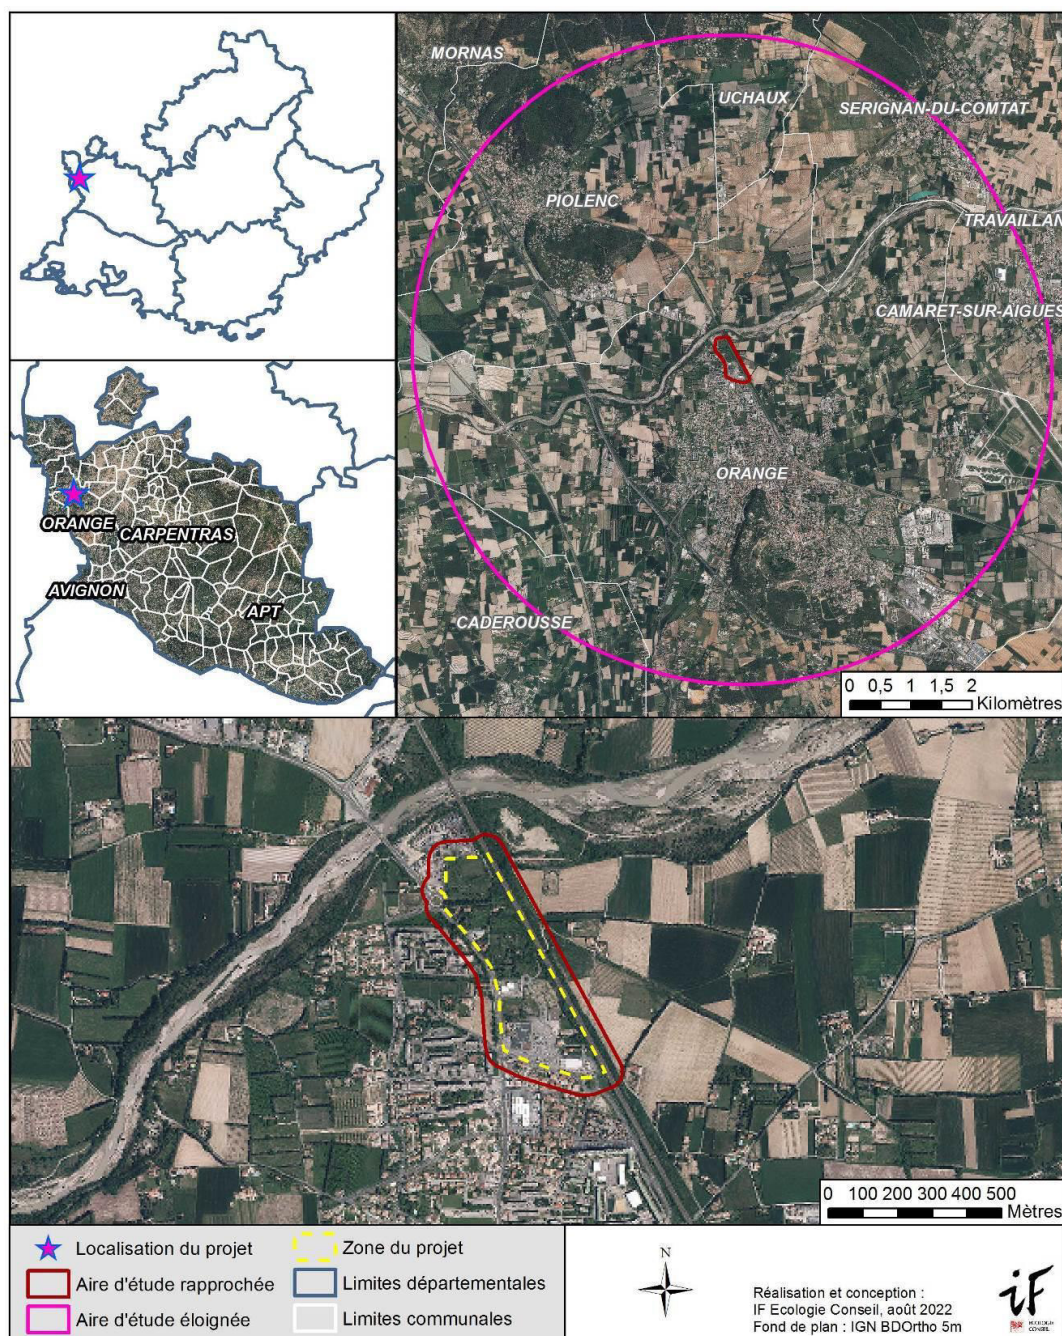 MORNAS
UCHAUX
SERIGNAN-DU-COMTAT
PIOLENC
TRAVAILLAN
CAMARET-SUR-AIGUES
ORANGE
CADEROUSSE
0 0,5 1 1,5 2
Kilomètres
ORANGE
CARPENTRAS
AVIGNON
APT
0 100 200 300 400 500
Mètres
Localisation du projet
Zone du projet
Aire d'étude rapprochée
Limites départementales
Aire d'étude éloignée
Limites communales
N
Réalisation et conception :
IF Ecologie Conseil, août 2022
Fond de plan : IGN BDOrtho 5m
iF
ECOLOGIE
CONSEIL